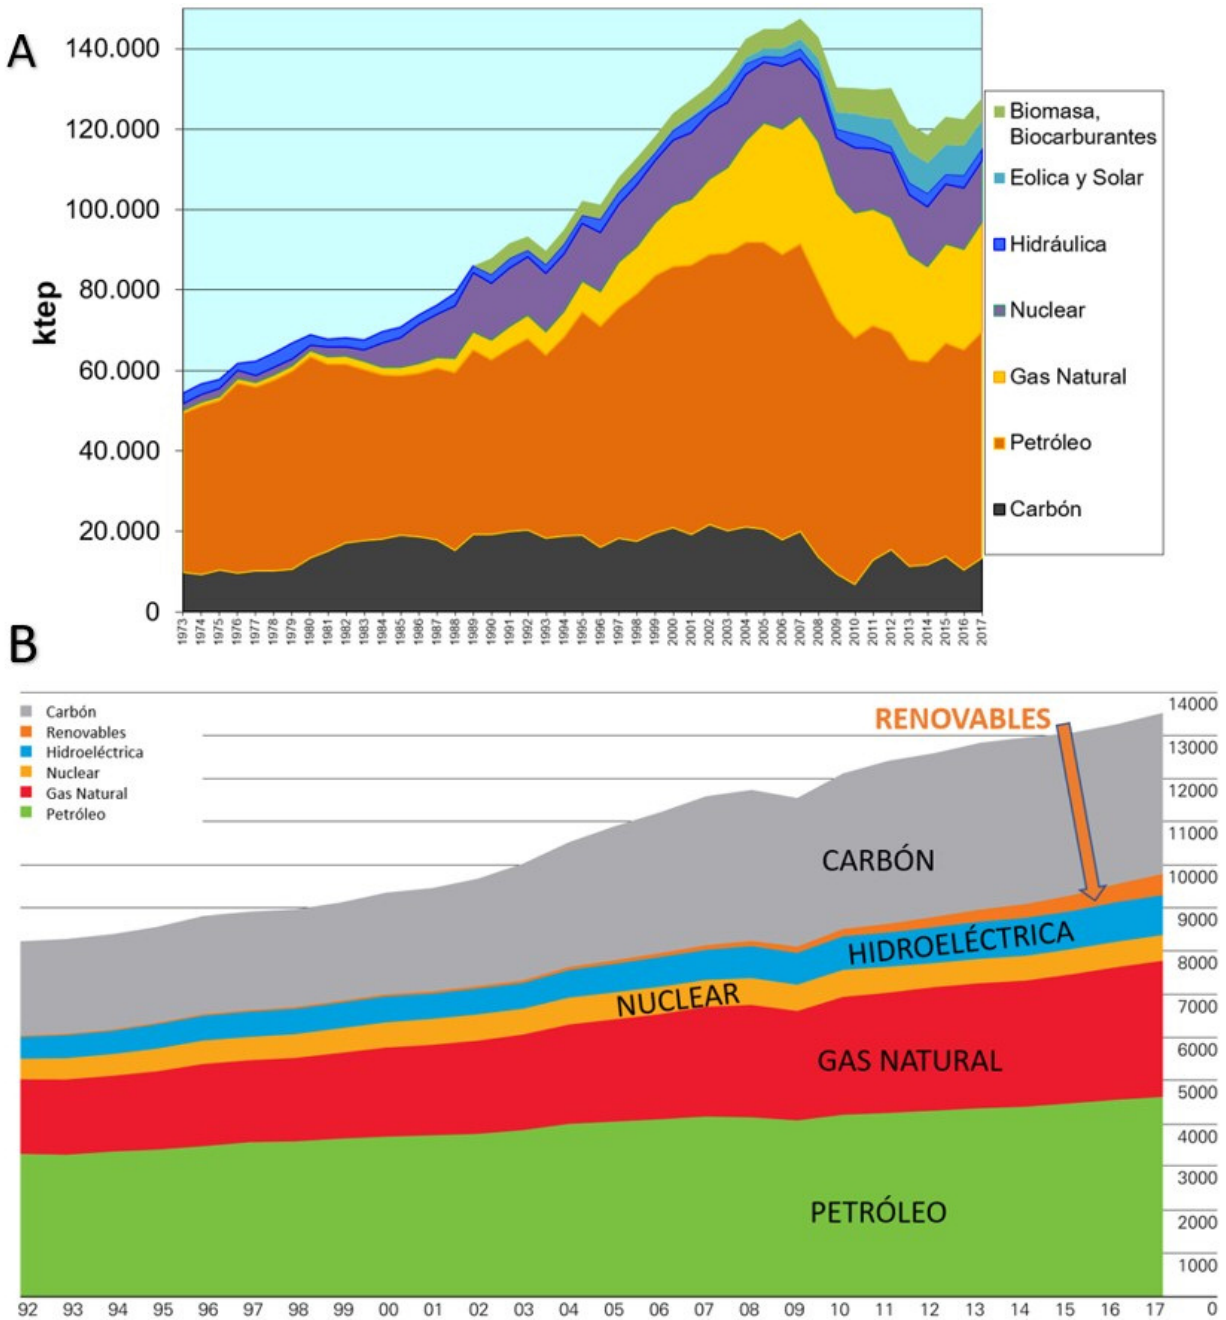 A
140.000
120.000
100.000
80.000
60.000
40.000
20.000
0
ktep
1973
1974
1975
1976
1977
1978
1979
1980
1981
1982
1983
1984
1985
1986
1987
1988
1989
1990
1991
1992
1993
1994
1995
1996
1997
1998
1999
2000
2001
2002
2003
2004
2005
2006
2007
2008
2009
2010
2011
2012
2013
2014
2015
2016
2017
Biomasa,
Biocarburantes
Eolica y Solar
Hidráulica
Nuclear
Gas Natural
Petróleo
Carbón
B
Carbón
Renovables
Hidroeléctrica
Nuclear
Gas Natural
Petróleo
RENOVABLES
CARBÓN
HIDROELÉCTRICA
NUCLEAR
GAS NATURAL
PETRÓLEO
14000
13000
12000
11000
10000
9000
8000
7000
6000
5000
4000
3000
2000
1000
0
92 93 94 95 96 97 98 99 00 01 02 03 04 05 06 07 08 09 10 11 12 13 14 15 16 17